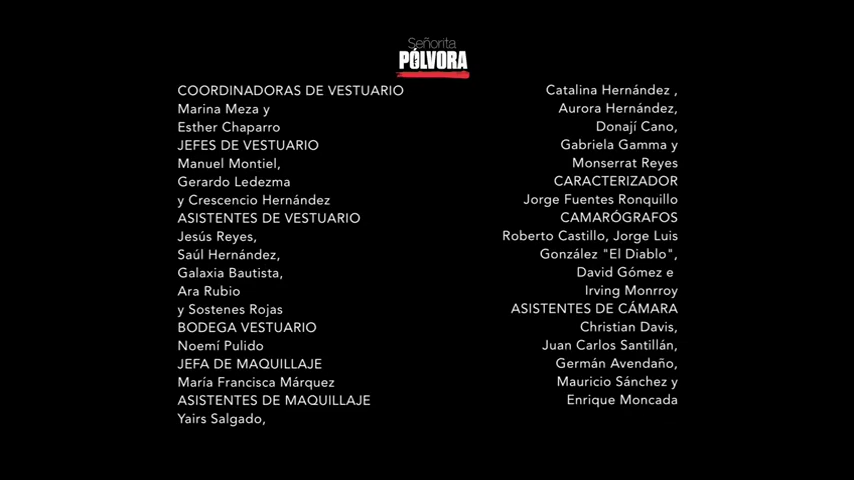 Señorita
PÓLVORA
COORDINADORAS DE VESTUARIO
Marina Meza y
Esther Chaparro
JEFES DE VESTUARIO
Manuel Montiel,
Gerardo Ledezma
y Crescencio Hernández
ASISTENTES DE VESTUARIO
Jesús Reyes,
Saúl Hernández,
Galaxia Bautista,
Ara Rubio
y Sostenes Rojas
BODEGA VESTUARIO
Noemí Pulido
JEFA DE MAQUILLAJE
María Francisca Márquez
ASISTENTES DE MAQUILLAJE
Yairs Salgado,
Catalina Hernández ,
Aurora Hernández,
Donají Cano,
Gabriela Gamma y
Monserrat Reyes
CARACTERIZADOR
Jorge Fuentes Ronquillo
CAMARÓGRAFOS
Roberto Castillo, Jorge Luis
González "El Diablo",
David Gómez e
Irving Monrroy
ASISTENTES DE CÁMARA
Christian Davis,
Juan Carlos Santillán,
Germán Avendaño,
Mauricio Sánchez y
Enrique Moncada